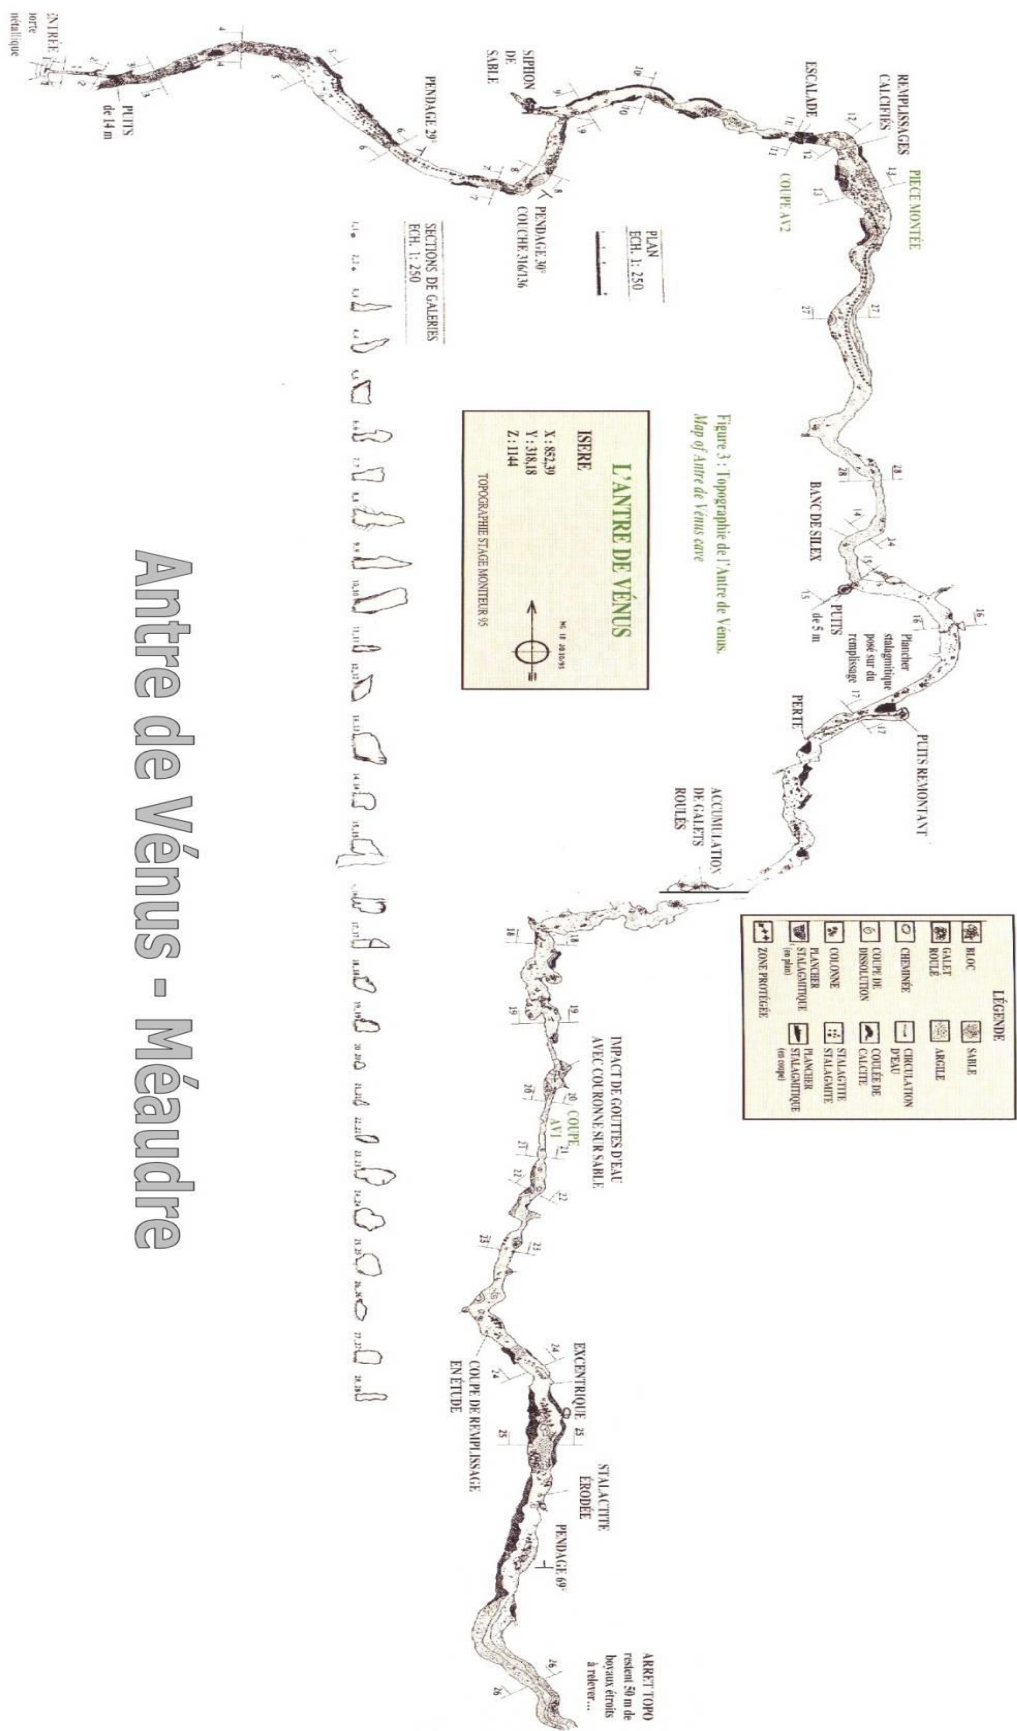 ARRET TOPO
restent 50 m de
boyaux étroits
à relever...
LÉGENDE
BLOC
SABLE
GALET
ROULÉ
ARGILE
CHEMINÉE
CIRCULATION
D'EAU
COUPE DE
DISSOLUTION
COULÉE DE
CALCITE
COLONNE
STALAGTITE
STALAGMITE
PLANCHER
STALAGMITIQUE
(en plan)
PLANCHER
STALAGMITIQUE
(en coupe)
ZONE PROTÉGÉE
PIECE MONTÉE
REMPLISSAGES
CALCIFIÉS
ESCALADE
COUPE AV2
SIPHON
DE
SABLE
PENDAGE 30°
COUCHE 316/136
PENDAGE 29°
PUITS
de 14 m
métallique
PLAN
ECH. 1: 250
SECTIONS DE GALERIES
ECH. 1: 250
BANC DE SILEX
PUITS
de 5 m
Plancher
stalagmitique
posé sur du
remplissage
PUITS REMONTANT
PERTE
ACCUMULATION
DE GALETS
ROULÉS
IMPACT DE GOUTTES D'EAU
AVEC COURONNE SUR SABLE
COUPE
AV1
COUPE DE REMPLISSAGE
EN ÉTUDE
EXCENTRIQUE
STALACTITE
ÉRODÉE
PENDAGE 69°
Figure 3 : Topographie de l'Antre de Vénus.
Map of Antre de Vénus cave
L'ANTRE DE VÉNUS
ISERE
X : 852,39
Y : 318,18
Z : 1144
TOPOGRAPHIE STAGE MONITEUR 95
Antre de Vénus - Méaudre